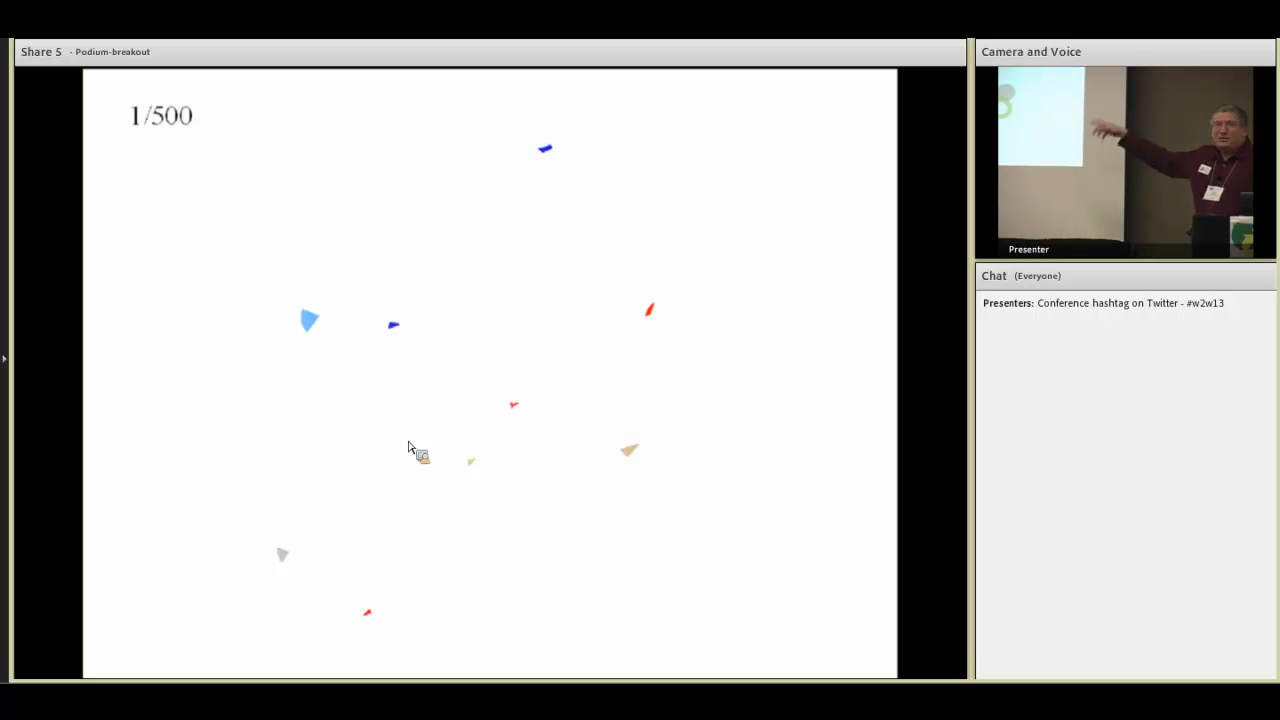 Share 5 - Podium-breakout
1/500
Camera and Voice
Presenter
Chat (Everyone)
Presenters: Conference hashtag on Twitter - #w2w13